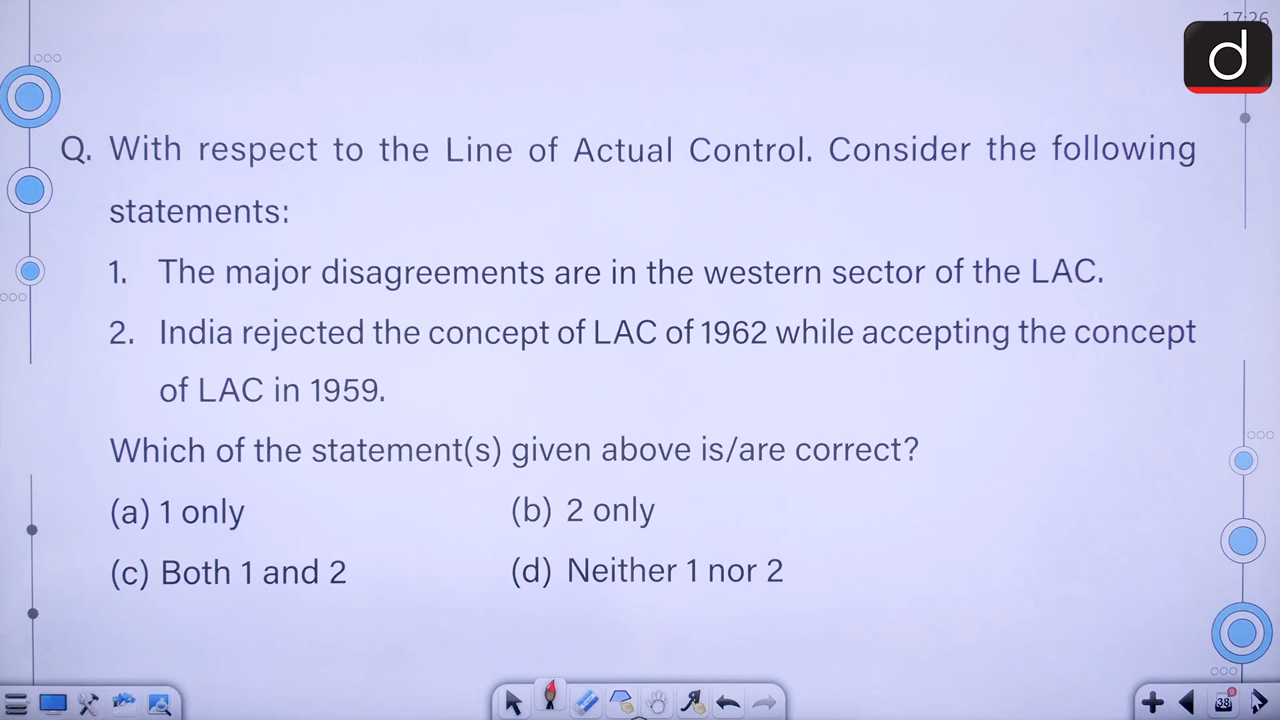 17:26
d
Q. With respect to the Line of Actual Control. Consider the following
statements:
1. The major disagreements are in the western sector of the LAC.
2. India rejected the concept of LAC of 1962 while accepting the concept
of LAC in 1959.
Which of the statement(s) given above is/are correct?
(a) 1 only (b) 2 only
(c) Both 1 and 2 (d) Neither 1 nor 2
38